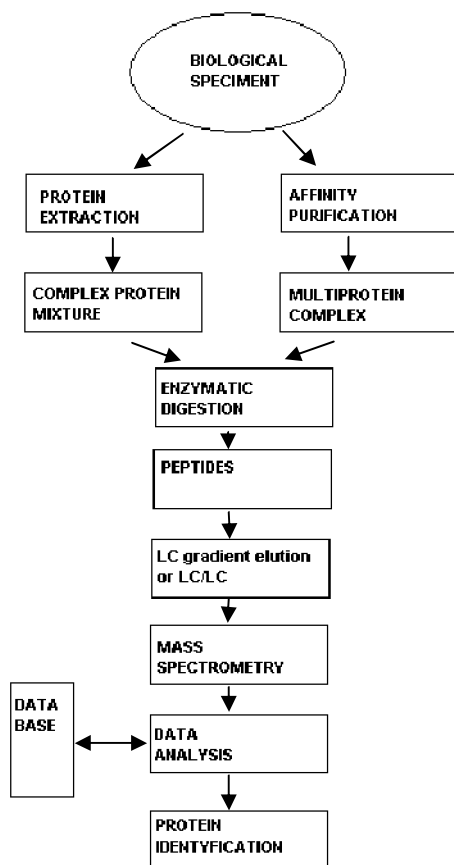 BIOLOGICAL
SPECIMENT
PROTEIN
EXTRACTION
AFFINITY
PURIFICATION
COMPLEX PROTEIN
MIXTURE
MULTIPROTEIN
COMPLEX
ENZYMATIC
DIGESTION
PEPTIDES
LC gradient elution
or LC/LC
MASS
SPECTROMETRY
DATA
BASE
DATA
ANALYSIS
PROTEIN
IDENTYFICATION